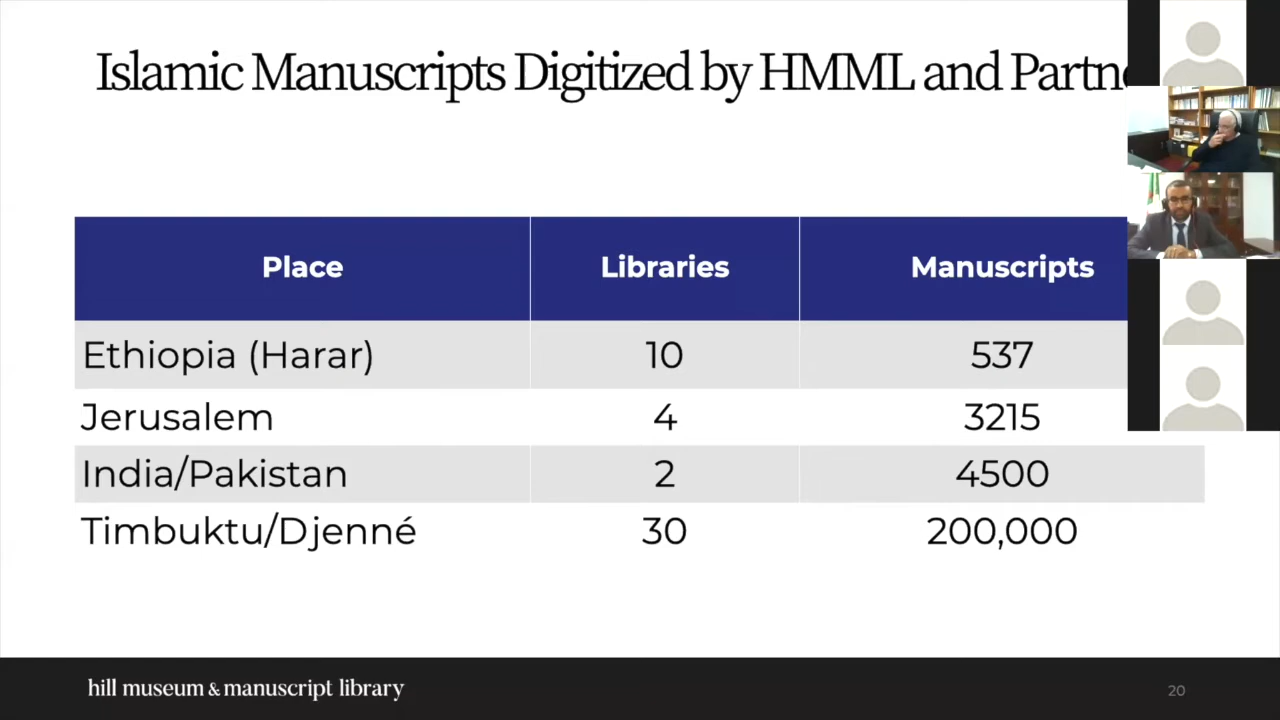 Islamic Manuscripts Digitized by HMML and
Place Libraries Manuscripts
Ethiopia (Harar) 10 537
Jerusalem 4 3215
India/Pakistan 2 4500
Timbuktu/Djenné 30 200,000
hill museum & manuscript library 20